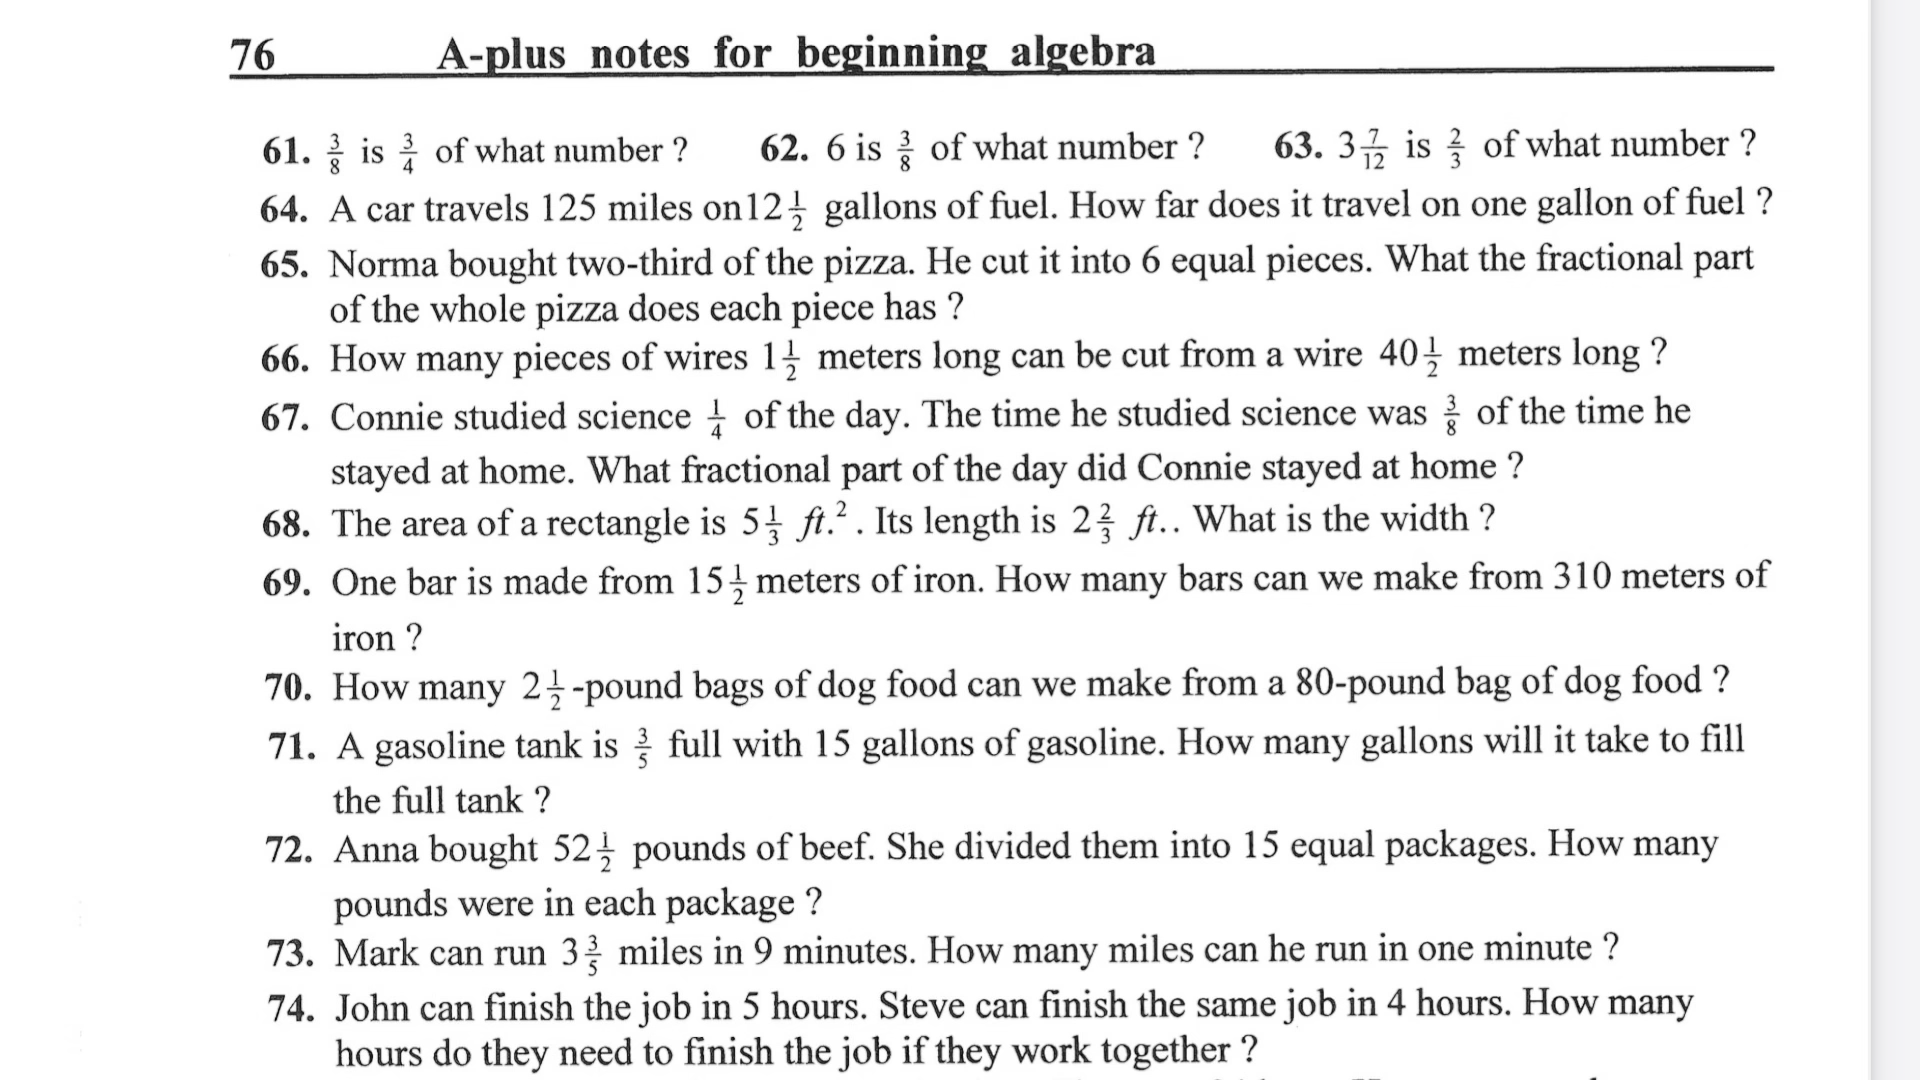 76 A-plus notes for beginning algebra
61. 3/8 is 3/4 of what number ? 62. 6 is 3/8 of what number ? 63. 3 7/12 is 2/3 of what number ?
64. A car travels 125 miles on12 1/2 gallons of fuel. How far does it travel on one gallon of fuel ?
65. Norma bought two-third of the pizza. He cut it into 6 equal pieces. What the fractional part
of the whole pizza does each piece has ?
66. How many pieces of wires 1 1/2 meters long can be cut from a wire 40 1/2 meters long ?
67. Connie studied science 1/4 of the day. The time he studied science was 3/8 of the time he
stayed at home. What fractional part of the day did Connie stayed at home ?
68. The area of a rectangle is 5 1/3 ft.². Its length is 2 2/3 ft.. What is the width ?
69. One bar is made from 15 1/2 meters of iron. How many bars can we make from 310 meters of
iron ?
70. How many 2 1/2-pound bags of dog food can we make from a 80-pound bag of dog food ?
71. A gasoline tank is 3/5 full with 15 gallons of gasoline. How many gallons will it take to fill
the full tank ?
72. Anna bought 52 1/2 pounds of beef. She divided them into 15 equal packages. How many
pounds were in each package ?
73. Mark can run 3 3/5 miles in 9 minutes. How many miles can he run in one minute ?
74. John can finish the job in 5 hours. Steve can finish the same job in 4 hours. How many
hours do they need to finish the job if they work together ?